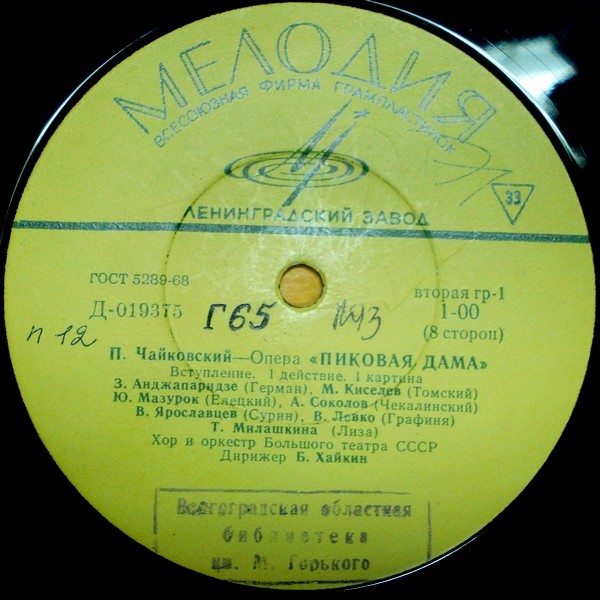 МЕЛОДИЯ
ВСЕСОЮЗНАЯ ФИРМА ГРАМПЛАСТИНОК
33
ЛЕНИНГРАДСКИЙ ЗАВОД
ГОСТ 5289-68
вторая гр-1
Д-019375
Г65
1-00
п 12
(8 сторон)
П. Чайковский—Опера «ПИКОВАЯ ДАМА»
Вступление. 1 действие. 1 картина
З. Анджапаридзе (Герман), М. Киселев (Томский)
Ю. Мазурок (Елецкий), А. Соколов (Чекалинский)
В. Ярославцев (Сурин), В. Левко (Графиня)
Т. Милашкина (Лиза)
Хор и оркестр Большого театра СССР
Дирижер Б. Хайкин
Волгоградская областная
библиотека
им. М. Горького